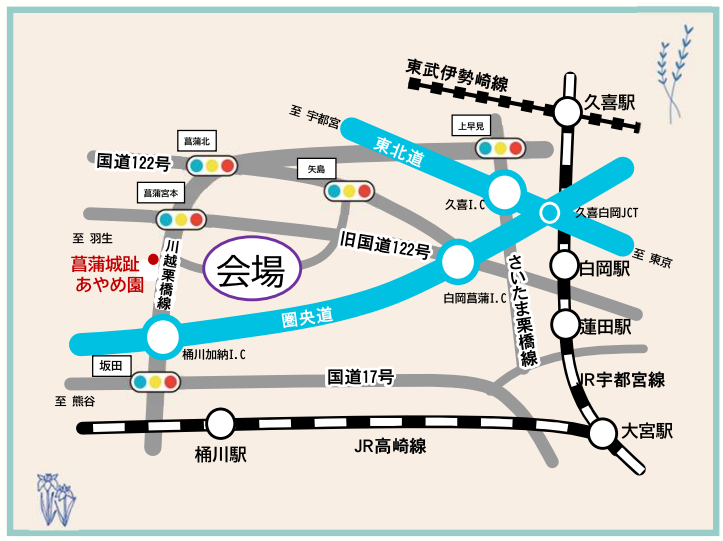 東武伊勢崎線
久喜駅
至 宇都宮
上早見
東北道
菖蒲北
国道122号
矢島
菖蒲宮本
久喜I.C
久喜白岡JCT
至 羽生
川越栗橋線
旧国道122号
至 東京
菖蒲城趾
あやめ園
会場
さいたま栗橋線
白岡駅
白岡菖蒲I.C
圏央道
蓮田駅
桶川加納I.C
坂田
国道17号
JR宇都宮線
至 熊谷
大宮駅
JR高崎線
桶川駅